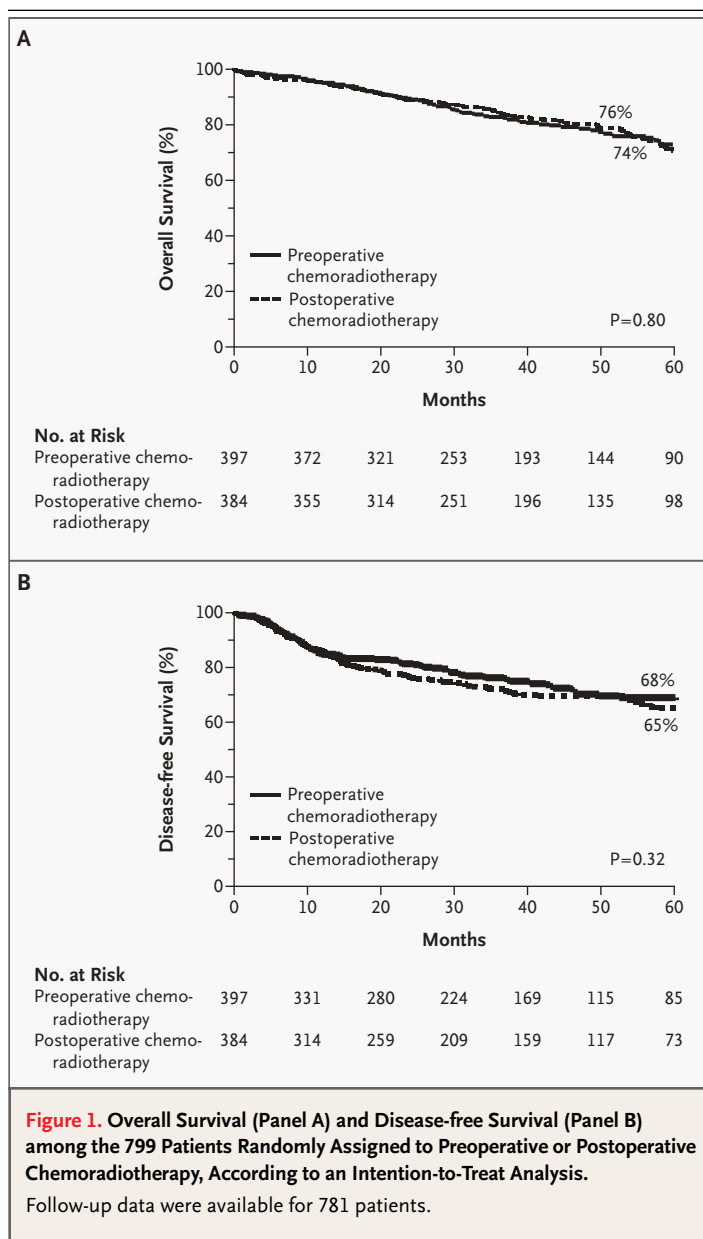 A
100
80
60
40
20
0
Overall Survival (%)
76%
74%
Preoperative
chemoradiotherapy
Postoperative
chemoradiotherapy
P=0.80
0 10 20 30 40 50 60
Months
No. at Risk
Preoperative chemo-
radiotherapy
397 372 321 253 193 144 90
Postoperative chemo-
radiotherapy
384 355 314 251 196 135 98
B
100
80
60
40
20
0
Disease-free Survival (%)
68%
65%
Preoperative
chemoradiotherapy
Postoperative
chemoradiotherapy
P=0.32
0 10 20 30 40 50 60
Months
No. at Risk
Preoperative chemo-
radiotherapy
397 331 280 224 169 115 85
Postoperative chemo-
radiotherapy
384 314 259 209 159 117 73
Figure 1. Overall Survival (Panel A) and Disease-free Survival (Panel B)
among the 799 Patients Randomly Assigned to Preoperative or Postoperative
Chemoradiotherapy, According to an Intention-to-Treat Analysis.
Follow-up data were available for 781 patients.